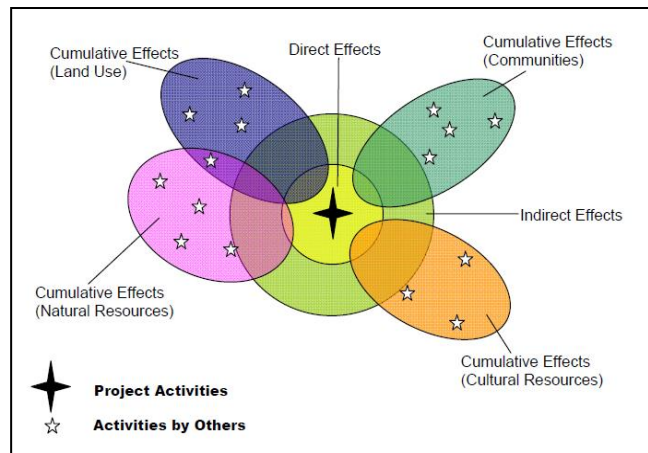 Cumulative Effects
(Land Use)
Direct Effects
Cumulative Effects
(Communities)
Indirect Effects
Cumulative Effects
(Natural Resources)
Cumulative Effects
(Cultural Resources)
Project Activities
Activities by Others